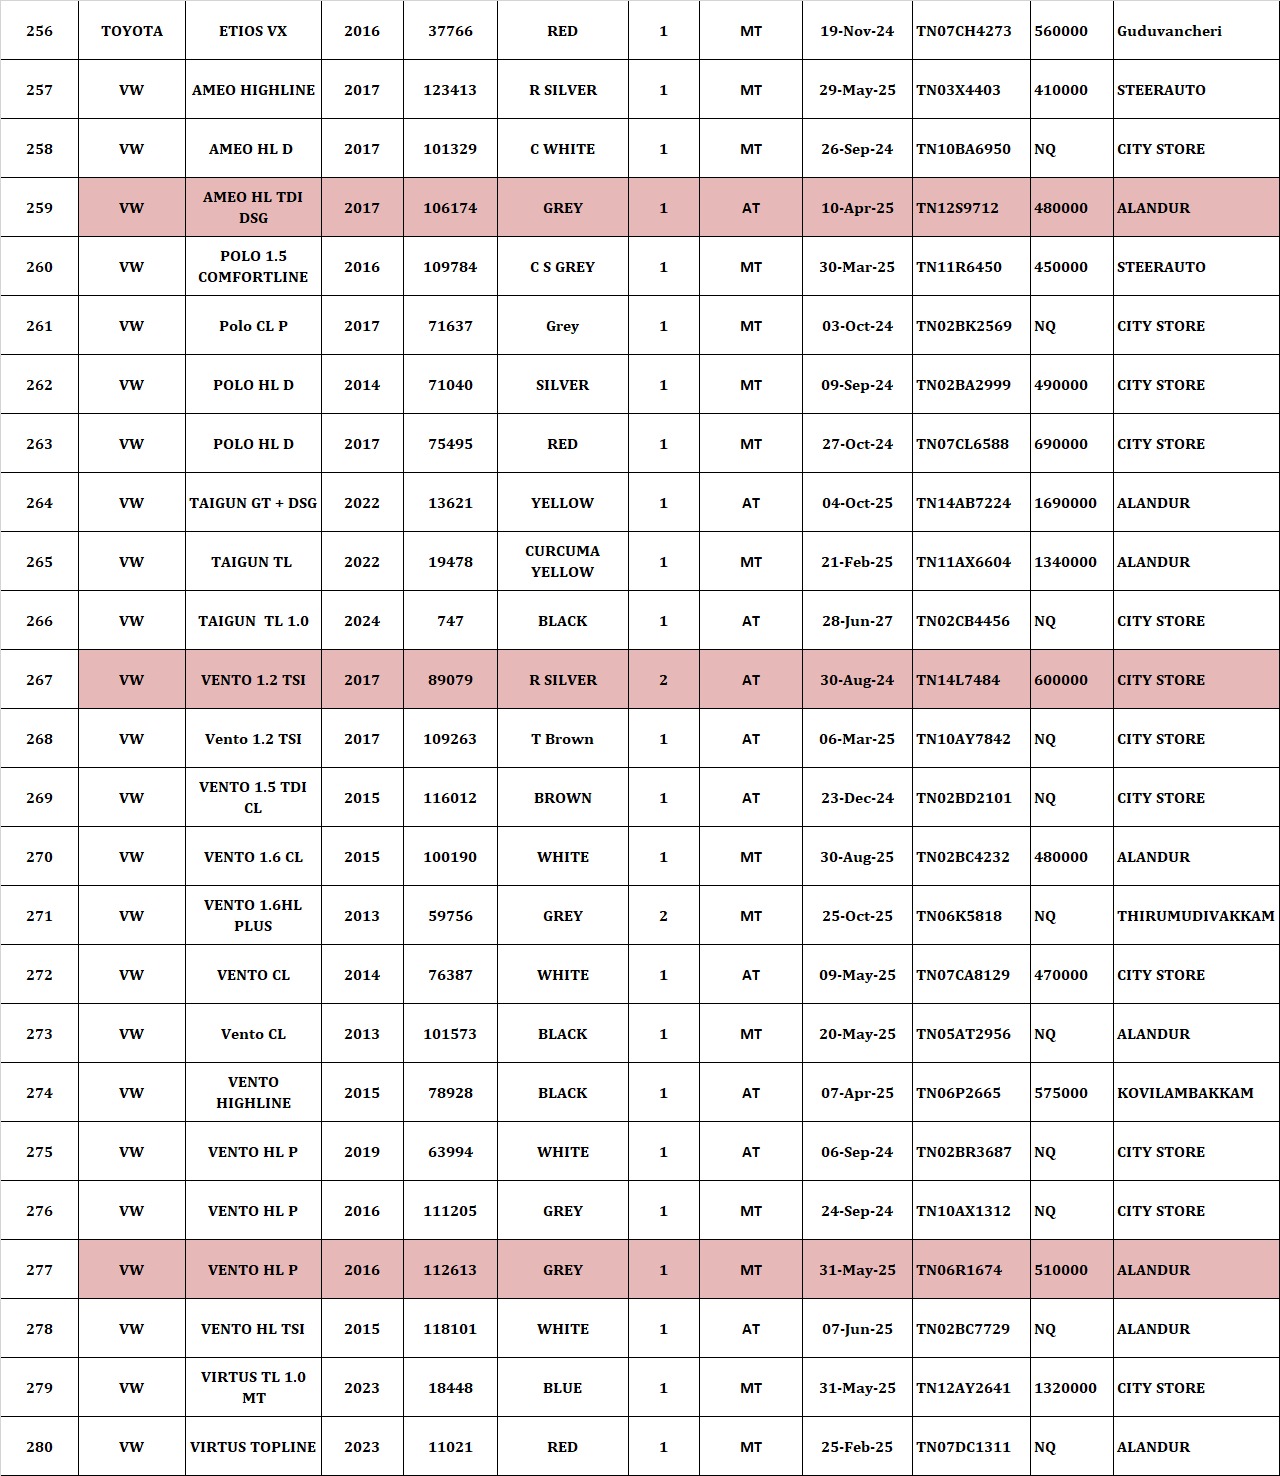 256 TOYOTA ETIOS VX 2016 37766 RED 1 MT 19-Nov-24 TN07CH4273 560000 Guduvancheri
257 VW AMEO HIGHLINE 2017 123413 R SILVER 1 MT 29-May-25 TN03X4403 410000 STEERAUTO
258 VW AMEO HL D 2017 101329 C WHITE 1 MT 26-Sep-24 TN10BA6950 NQ CITY STORE
259 VW AMEO HL TDI DSG 2017 106174 GREY 1 AT 10-Apr-25 TN12S9712 480000 ALANDUR
260 VW POLO 1.5 COMFORTLINE 2016 109784 C S GREY 1 MT 30-Mar-25 TN11R6450 450000 STEERAUTO
261 VW Polo CL P 2017 71637 Grey 1 MT 03-Oct-24 TN02BK2569 NQ CITY STORE
262 VW POLO HL D 2014 71040 SILVER 1 MT 09-Sep-24 TN02BA2999 490000 CITY STORE
263 VW POLO HL D 2017 75495 RED 1 MT 27-Oct-24 TN07CL6588 690000 CITY STORE
264 VW TAIGUN GT + DSG 2022 13621 YELLOW 1 AT 04-Oct-25 TN14AB7224 1690000 ALANDUR
265 VW TAIGUN TL 2022 19478 CURCUMA YELLOW 1 MT 21-Feb-25 TN11AX6604 1340000 ALANDUR
266 VW TAIGUN TL 1.0 2024 747 BLACK 1 AT 28-Jun-27 TN02CB4456 NQ CITY STORE
267 VW VENTO 1.2 TSI 2017 89079 R SILVER 2 AT 30-Aug-24 TN14L7484 600000 CITY STORE
268 VW Vento 1.2 TSI 2017 109263 T Brown 1 AT 06-Mar-25 TN10AY7842 NQ CITY STORE
269 VW VENTO 1.5 TDI CL 2015 116012 BROWN 1 AT 23-Dec-24 TN02BD2101 NQ CITY STORE
270 VW VENTO 1.6 CL 2015 100190 WHITE 1 MT 30-Aug-25 TN02BC4232 480000 ALANDUR
271 VW VENTO 1.6HL PLUS 2013 59756 GREY 2 MT 25-Oct-25 TN06K5818 NQ THIRUMUDIVAKKAM
272 VW VENTO CL 2014 76387 WHITE 1 AT 09-May-25 TN07CA8129 470000 CITY STORE
273 VW Vento CL 2013 101573 BLACK 1 MT 20-May-25 TN05AT2956 NQ ALANDUR
274 VW VENTO HIGHLINE 2015 78928 BLACK 1 AT 07-Apr-25 TN06P2665 575000 KOVILAMBAKKAM
275 VW VENTO HL P 2019 63994 WHITE 1 AT 06-Sep-24 TN02BR3687 NQ CITY STORE
276 VW VENTO HL P 2016 111205 GREY 1 MT 24-Sep-24 TN10AX1312 NQ CITY STORE
277 VW VENTO HL P 2016 112613 GREY 1 MT 31-May-25 TN06R1674 510000 ALANDUR
278 VW VENTO HL TSI 2015 118101 WHITE 1 AT 07-Jun-25 TN02BC7729 NQ ALANDUR
279 VW VIRTUS TL 1.0 MT 2023 18448 BLUE 1 MT 31-May-25 TN12AY2641 1320000 CITY STORE
280 VW VIRTUS TOPLINE 2023 11021 RED 1 MT 25-Feb-25 TN07DC1311 NQ ALANDUR